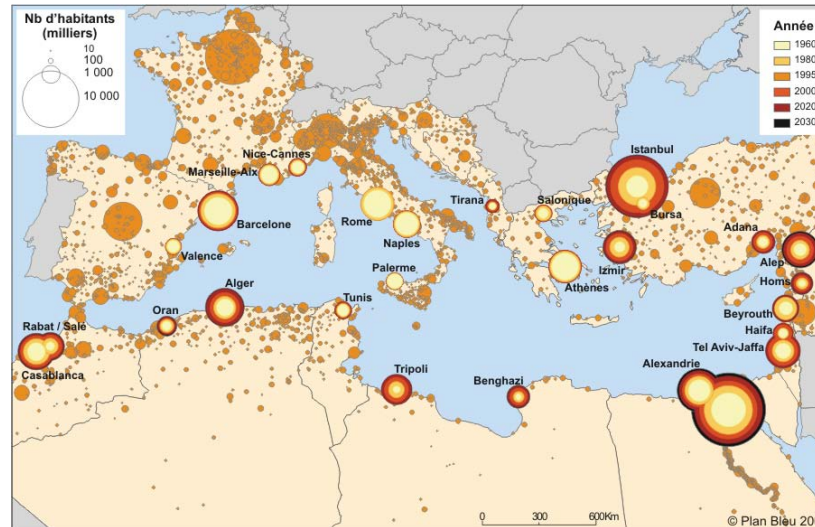 Nb d’habitants
(milliers)
10
100
1 000
10 000
Année
1960
1980
1995
2000
2020
2030
Istanbul
Nice-Cannes
Marseille-Aix
Tirana
Salonique
Bursa
Barcelone
Rome
Naples
Adana
Alep
Valence
Izmir
Palerme
Athènes
Homs
Alger
Oran
Tunis
Beyrouth
Haifa
Rabat / Salé
Tel Aviv-Jaffa
Casablanca
Tripoli
Benghazi
Alexandrie
0 300 600Km
© Plan Bleu